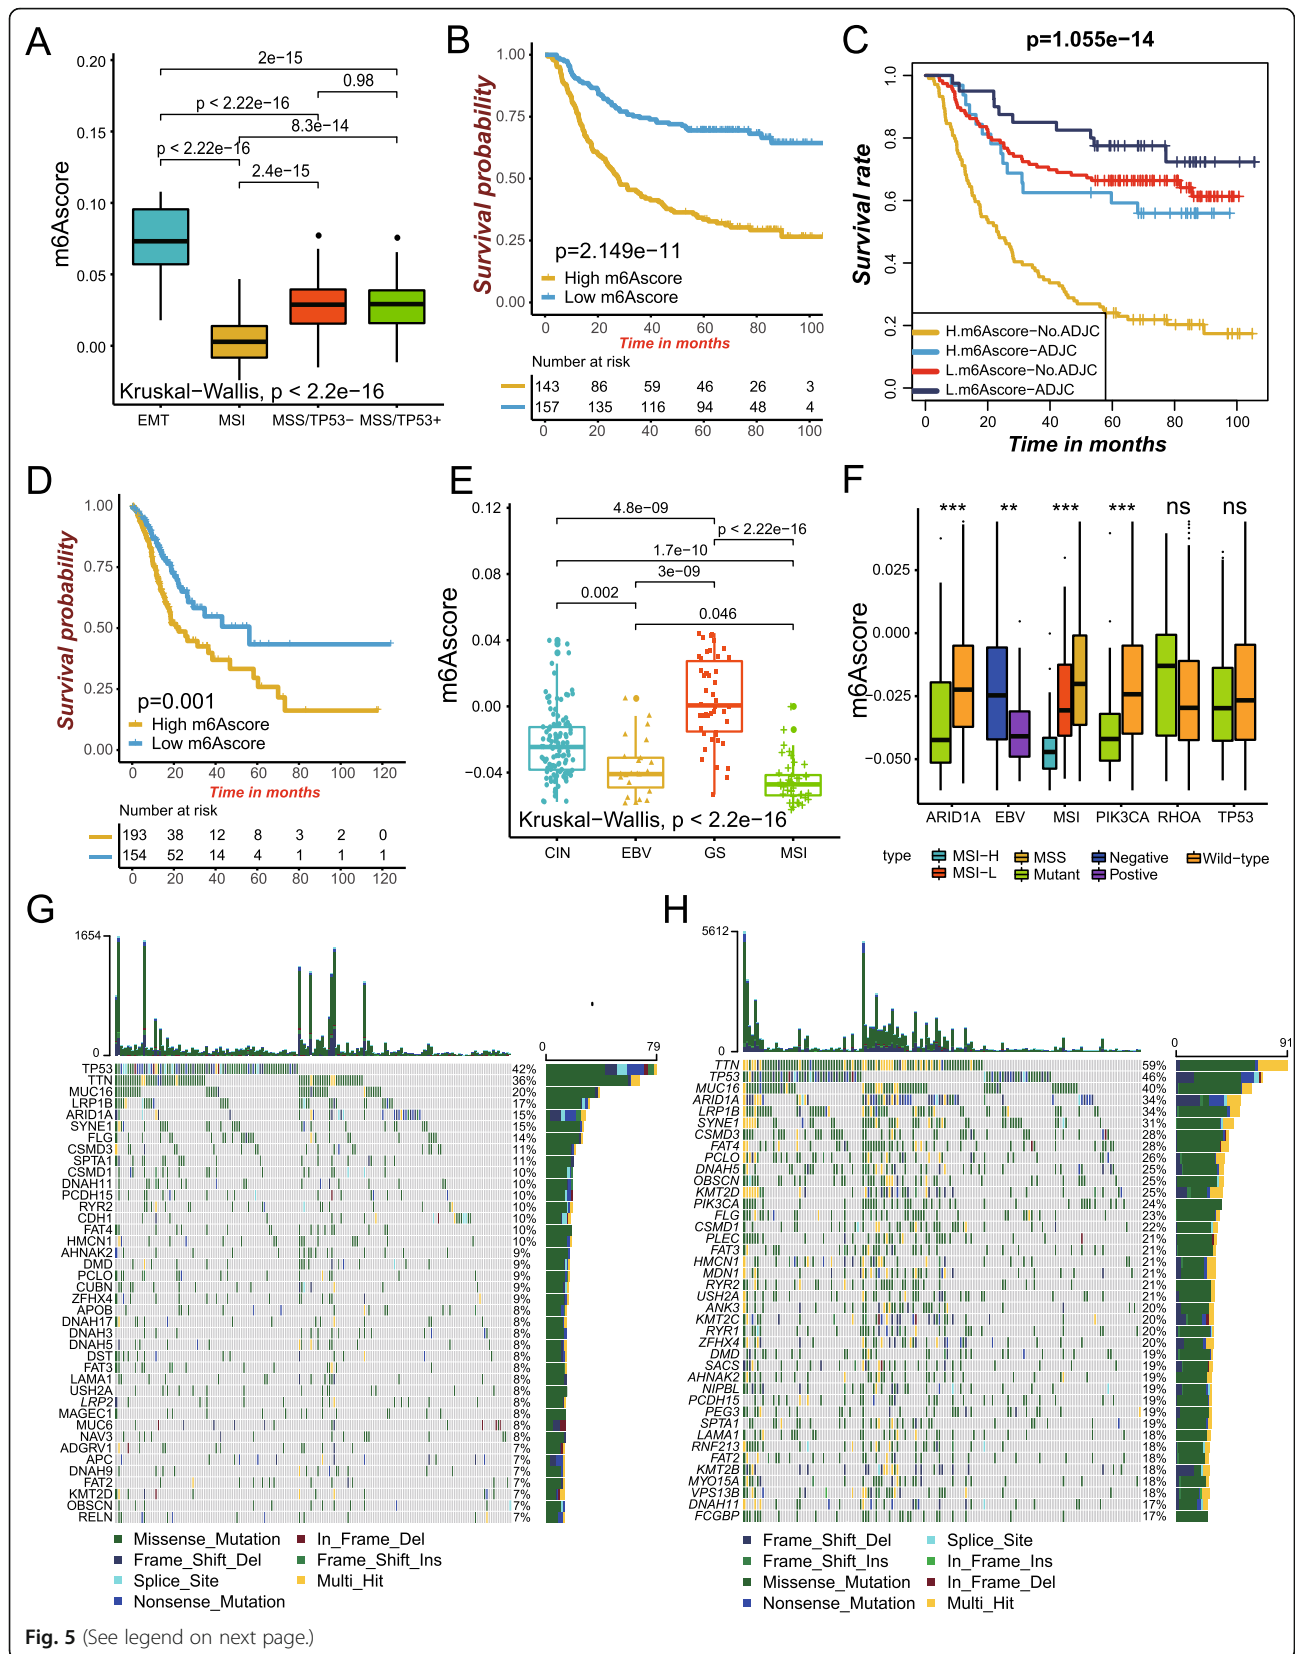 A
0.20
0.15
0.10
0.05
0.00
m6Ascore
2e−15
0.98
p < 2.22e−16
8.3e−14
p < 2.22e−16
2.4e−15
Kruskal−Wallis, p < 2.2e−16
EMT MSI MSS/TP53− MSS/TP53+
B
Survival probability
1.00
0.75
0.50
0.25
0.00
p=2.149e−11
High m6Ascore
Low m6Ascore
0 20 40 60 80 100
Time in months
Number at risk
143 86 59 46 26 3
157 135 116 94 48 4
0 20 40 60 80 100
C
p=1.055e−14
Survival rate
1.0
0.8
0.6
0.4
0.2
0.0
H.m6Ascore−No.ADJC
H.m6Ascore−ADJC
L.m6Ascore−No.ADJC
L.m6Ascore−ADJC
0 20 40 60 80 100
Time in months
D
Survival probability
1.00
0.75
0.50
0.25
0.00
p=0.001
High m6Ascore
Low m6Ascore
0 20 40 60 80 100 120
Time in months
Number at risk
193 38 12 8 3 2 0
154 52 14 4 1 1 1
0 20 40 60 80 100 120
E
m6Ascore
0.12
0.08
0.04
0.00
−0.04
4.8e−09
p < 2.22e−16
1.7e−10
3e−09
0.002
0.046
Kruskal−Wallis, p < 2.2e−16
CIN EBV GS MSI
F
m6Ascore
*** ** *** *** ns ns
0.025
0.000
−0.025
−0.050
ARID1A EBV MSI PIK3CA RHOA TP53
type
MSI−H MSS Negative Wild−type
MSI−L Mutant Postive
G
1654
0
0 79
TP53 42%
TTN 36%
MUC16 20%
LRP1B 17%
ARID1A 15%
SYNE1 15%
FLG 14%
CSMD3 11%
SPTA1 11%
CSMD1 10%
DNAH11 10%
PCDH15 10%
RYR2 10%
CDH1 10%
FAT4 10%
HMCN1 10%
AHNAK2 9%
DMD 9%
PCLO 9%
CUBN 9%
ZFHX4 9%
APOB 8%
DNAH17 8%
DNAH3 8%
DNAH5 8%
DST 8%
FAT3 8%
LAMA1 8%
USH2A 8%
LRP2 8%
MAGEC1 8%
MUC6 8%
NAV3 8%
ADGRV1 7%
APC 7%
DNAH9 7%
FAT2 7%
KMT2D 7%
OBSCN 7%
RELN 7%
Missense_Mutation In_Frame_Del
Frame_Shift_Del Frame_Shift_Ins
Splice_Site Multi_Hit
Nonsense_Mutation
H
5612
0
0 91
TTN 59%
TP53 46%
MUC16 40%
ARID1A 34%
LRP1B 34%
SYNE1 31%
CSMD3 28%
FAT4 28%
PCLO 26%
DNAH5 25%
OBSCN 25%
KMT2D 25%
PIK3CA 24%
FLG 23%
CSMD1 22%
PLEC 21%
FAT3 21%
HMCN1 21%
MDN1 21%
RYR2 21%
USH2A 21%
ANK3 20%
KMT2C 20%
RYR1 20%
ZFHX4 20%
DMD 19%
SACS 19%
AHNAK2 19%
NIPBL 19%
PCDH15 19%
PEG3 19%
SPTA1 19%
LAMA1 18%
RNF213 18%
FAT2 18%
KMT2B 18%
MYO15A 18%
VPS13B 18%
DNAH11 17%
FCGBP 17%
Frame_Shift_Del Splice_Site
Frame_Shift_Ins In_Frame_Ins
Missense_Mutation In_Frame_Del
Nonsense_Mutation Multi_Hit
Fig. 5 (See legend on next page.)